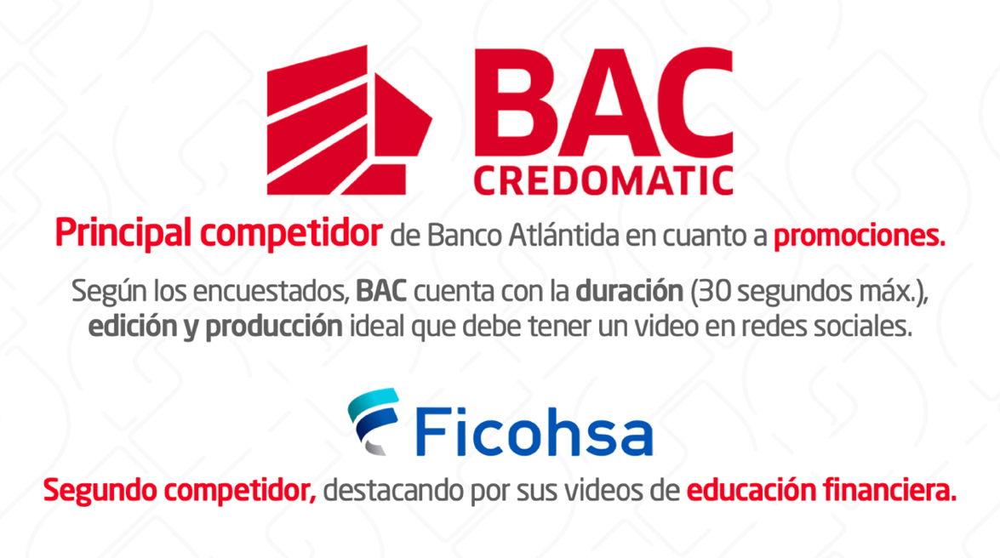 BAC
CREDOMATIC
Principal competidor de Banco Atlántida en cuanto a promociones.
Según los encuestados, BAC cuenta con la duración (30 segundos máx.),
edición y producción ideal que debe tener un video en redes sociales.
Ficohsa
Segundo competidor, destacando por sus videos de educación financiera.